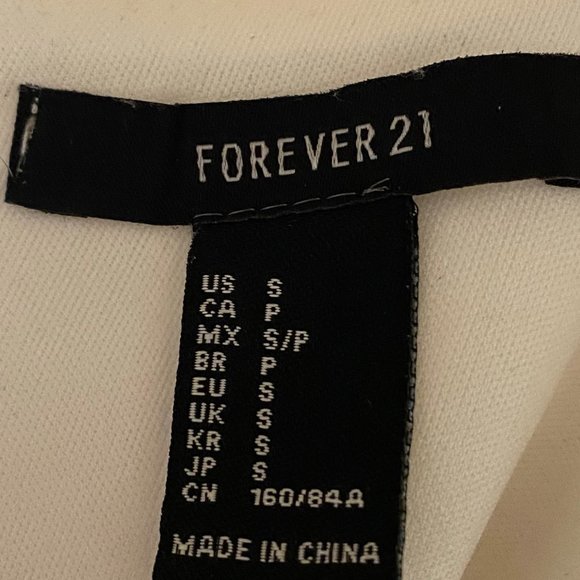 FOREVER 21
US S
CA P
MX S/P
BR P
EU S
UK S
KR S
JP S
CN 160/84A
MADE IN CHINA